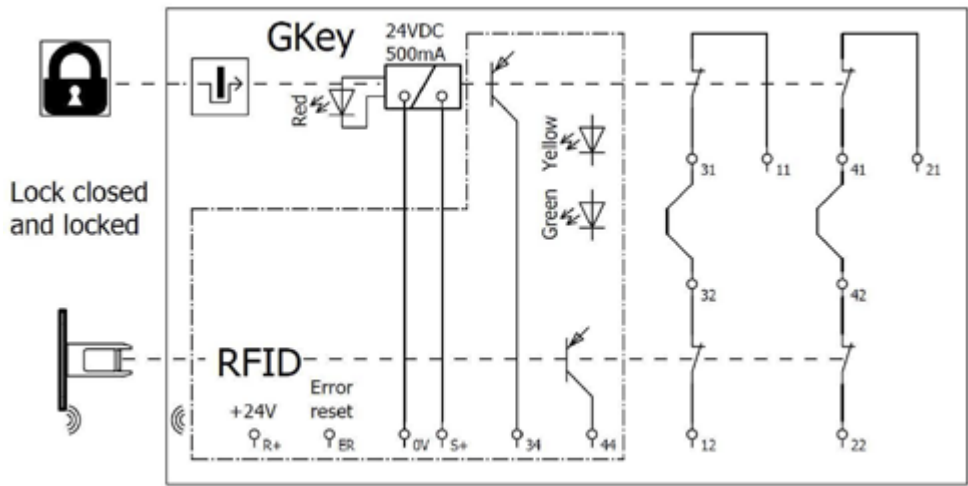 GKey
24VDC
500mA
Red
Yellow
Green
31
11
41
21
Lock closed
and locked
32
42
RFID
Error
reset
+24V
R+
ER
0V
S+
34
44
12
22